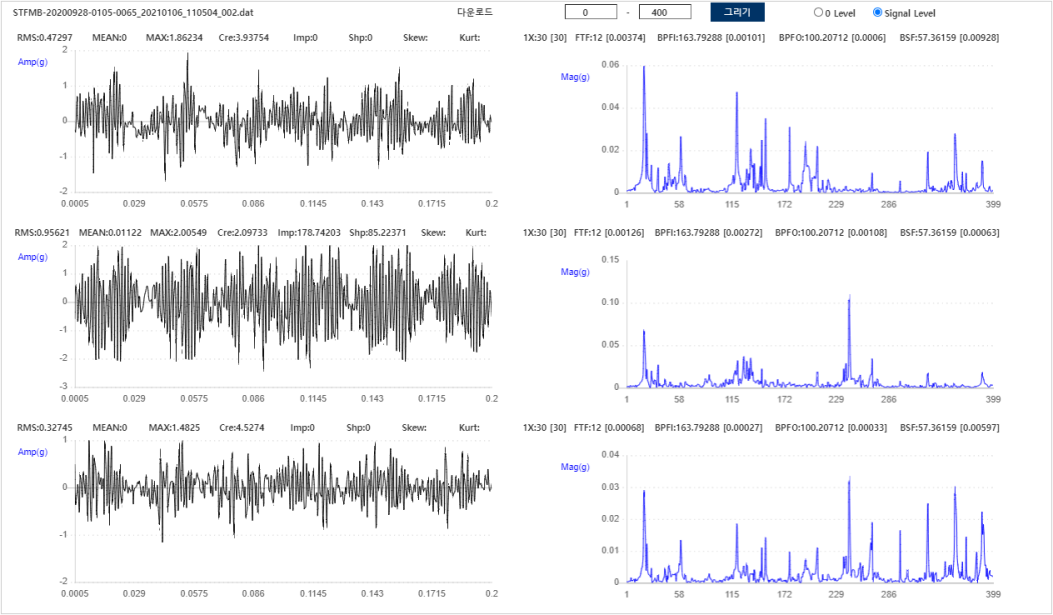 STFMB-20200928-0105-0065_20210106_110504_002.dat 다운로드 0 - 400 그리기 0 Level Signal Level
RMS:0.47297 MEAN:0 MAX:1.86234 Cre:3.93754 Imp:0 Shp:0 Skew: Kurt:
Amp(g)
2
1
0
-1
-2
0.0005 0.029 0.0575 0.086 0.1145 0.143 0.1715 0.2
1X:30 [30] FTF:12 [0.00374] BPFI:163.79288 [0.00101] BPFO:100.20712 [0.0006] BSF:57.36159 [0.00928]
Mag(g)
0.06
0.04
0.02
0
1 58 115 172 229 286 399
RMS:0.95621 MEAN:0.01122 MAX:2.00549 Cre:2.09733 Imp:178.74203 Shp:85.22371 Skew: Kurt:
Amp(g)
2
1
0
-1
-2
-3
0.0005 0.029 0.0575 0.086 0.1145 0.143 0.1715 0.2
1X:30 [30] FTF:12 [0.00126] BPFI:163.79288 [0.00272] BPFO:100.20712 [0.00108] BSF:57.36159 [0.00063]
Mag(g)
0.15
0.10
0.05
0
1 58 115 172 229 286 399
RMS:0.32745 MEAN:0 MAX:1.4825 Cre:4.5274 Imp:0 Shp:0 Skew: Kurt:
Amp(g)
1
0
-1
-2
0.0005 0.029 0.0575 0.086 0.1145 0.143 0.1715 0.2
1X:30 [30] FTF:12 [0.00068] BPFI:163.79288 [0.00027] BPFO:100.20712 [0.00033] BSF:57.36159 [0.00597]
Mag(g)
0.04
0.03
0.02
0.01
0
1 58 115 172 229 286 399